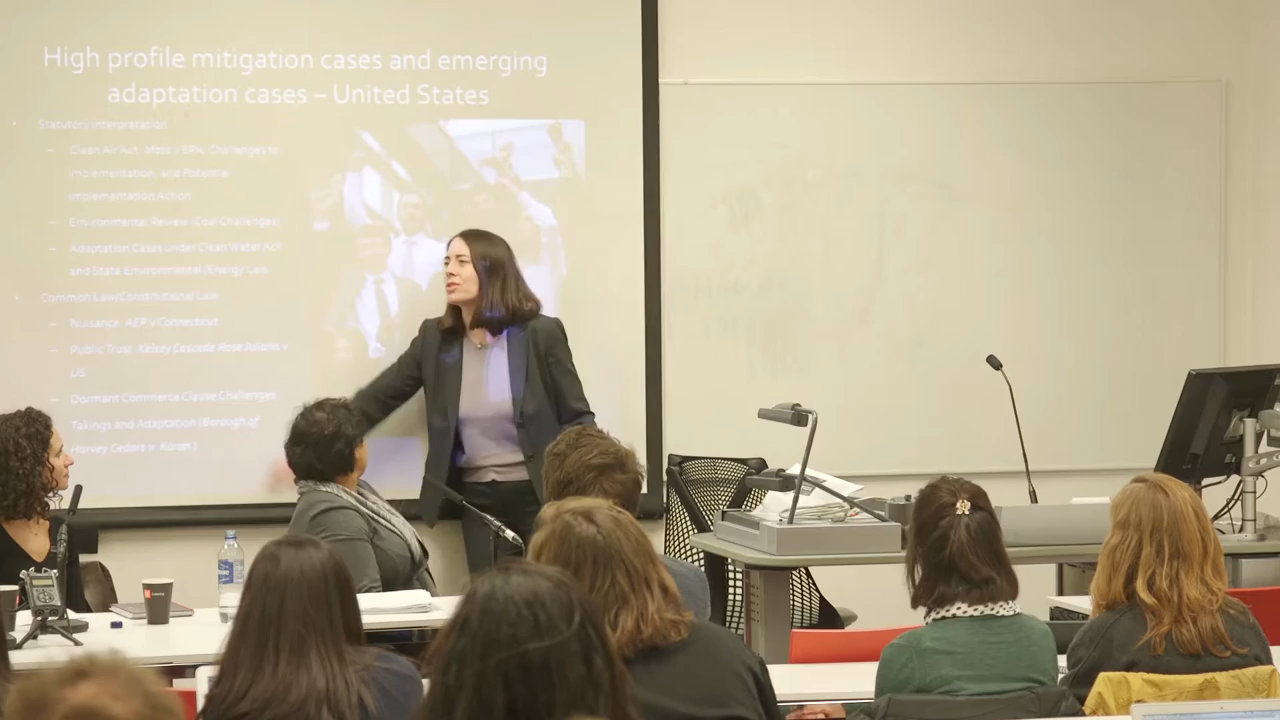 High profile mitigation cases and emerging
adaptation cases – United States
Statutory Interpretation
– Clean Air Act: Mass v EPA, Challenges to
Implementation, and Potential
Implementation Action
– Environmental Review (Coal Challenges)
– Adaptation Cases under Clean Water Act
and State Environmental/Energy Law
Common Law/Constitutional Law
– Nuisance: AEP v Connecticut
– Public Trust: Kelsey Cascade Rose Juliana v
US
– Dormant Commerce Clause Challenges
– Takings and Adaptation (Borough of
Harvey Cedars v. Karan)